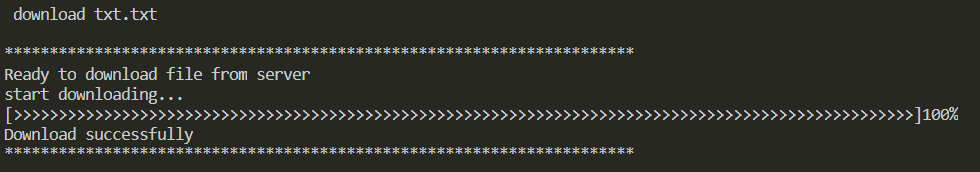 download txt.txt
**********************************************************************
Ready to download file from server
start downloading...
[>>>>>>>>>>>>>>>>>>>>>>>>>>>>>>>>>>>>>>>>>>>>>>>>>>>>>>>>>>>>>>>>>>>>>>>>>>>>>>>>>>>>>>>>>>>>>>>>>>>>]100%
Download successfully
**********************************************************************